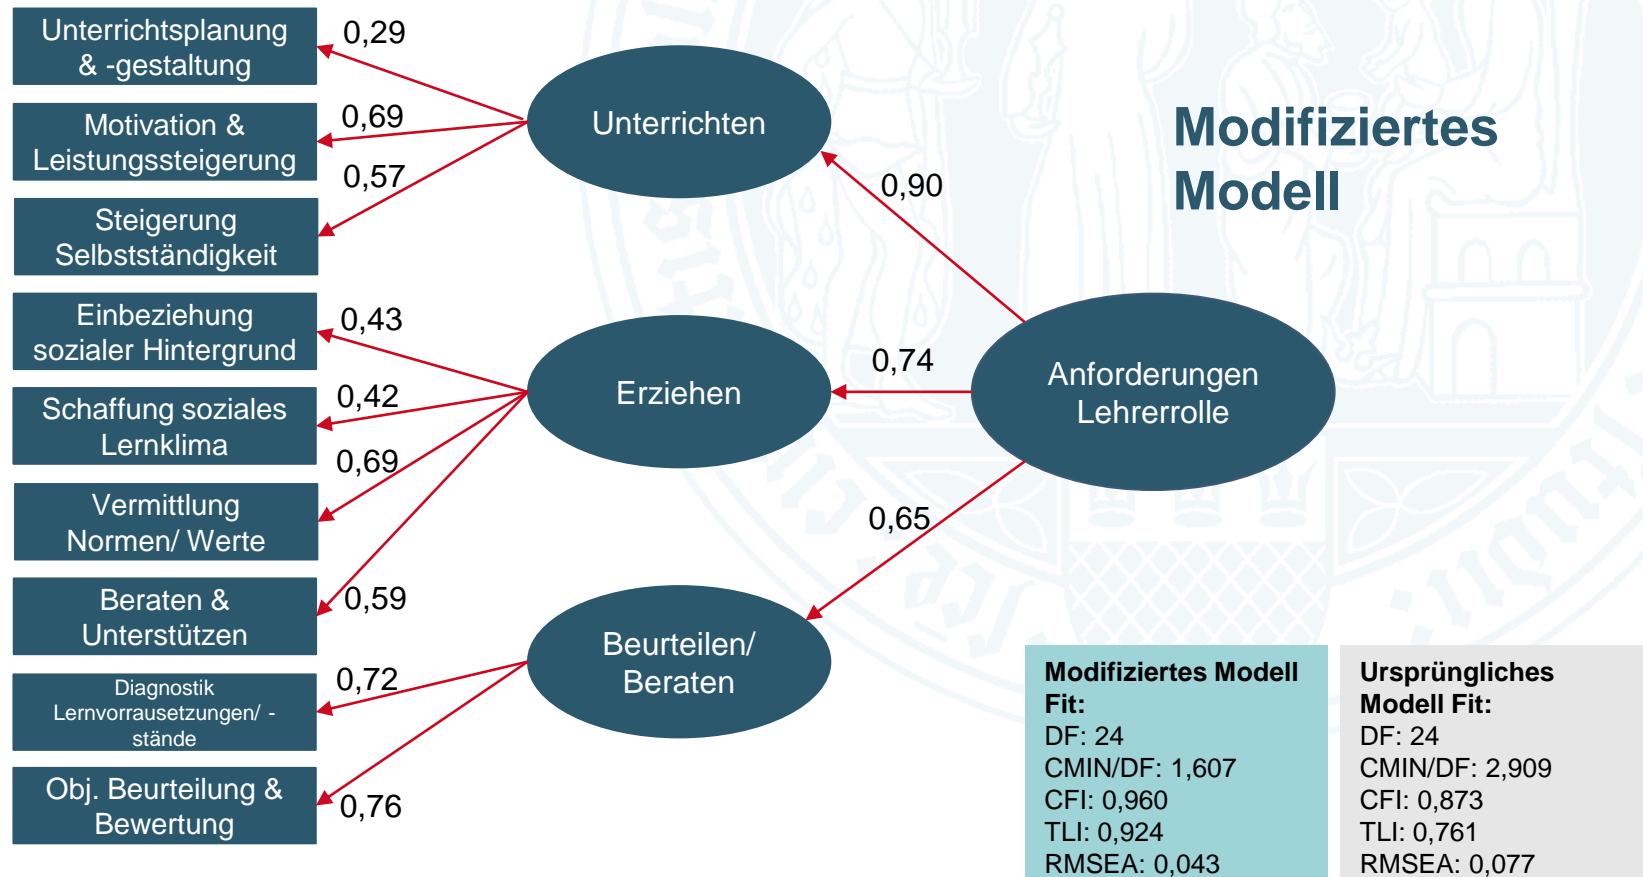 Unterrichtsplanung
& -gestaltung
0,29
Motivation &
Leistungssteigerung
0,69
Steigerung
Selbstständigkeit
0,57
Einbeziehung
sozialer Hintergrund
0,43
Schaffung soziales
Lernklima
0,42
Vermittlung
Normen/ Werte
0,69
Beraten &
Unterstützen
0,59
Diagnostik
Lernvorrausetzungen/ -
stände
0,72
Obj. Beurteilung &
Bewertung
0,76
Unterrichten
Erziehen
Beurteilen/
Beraten
0,90
0,74
0,65
Anforderungen
Lehrerrolle
Modifiziertes
Modell
Modifiziertes Modell
Fit:
DF: 24
CMIN/DF: 1,607
CFI: 0,960
TLI: 0,924
RMSEA: 0,043
Ursprüngliches
Modell Fit:
DF: 24
CMIN/DF: 2,909
CFI: 0,873
TLI: 0,761
RMSEA: 0,077